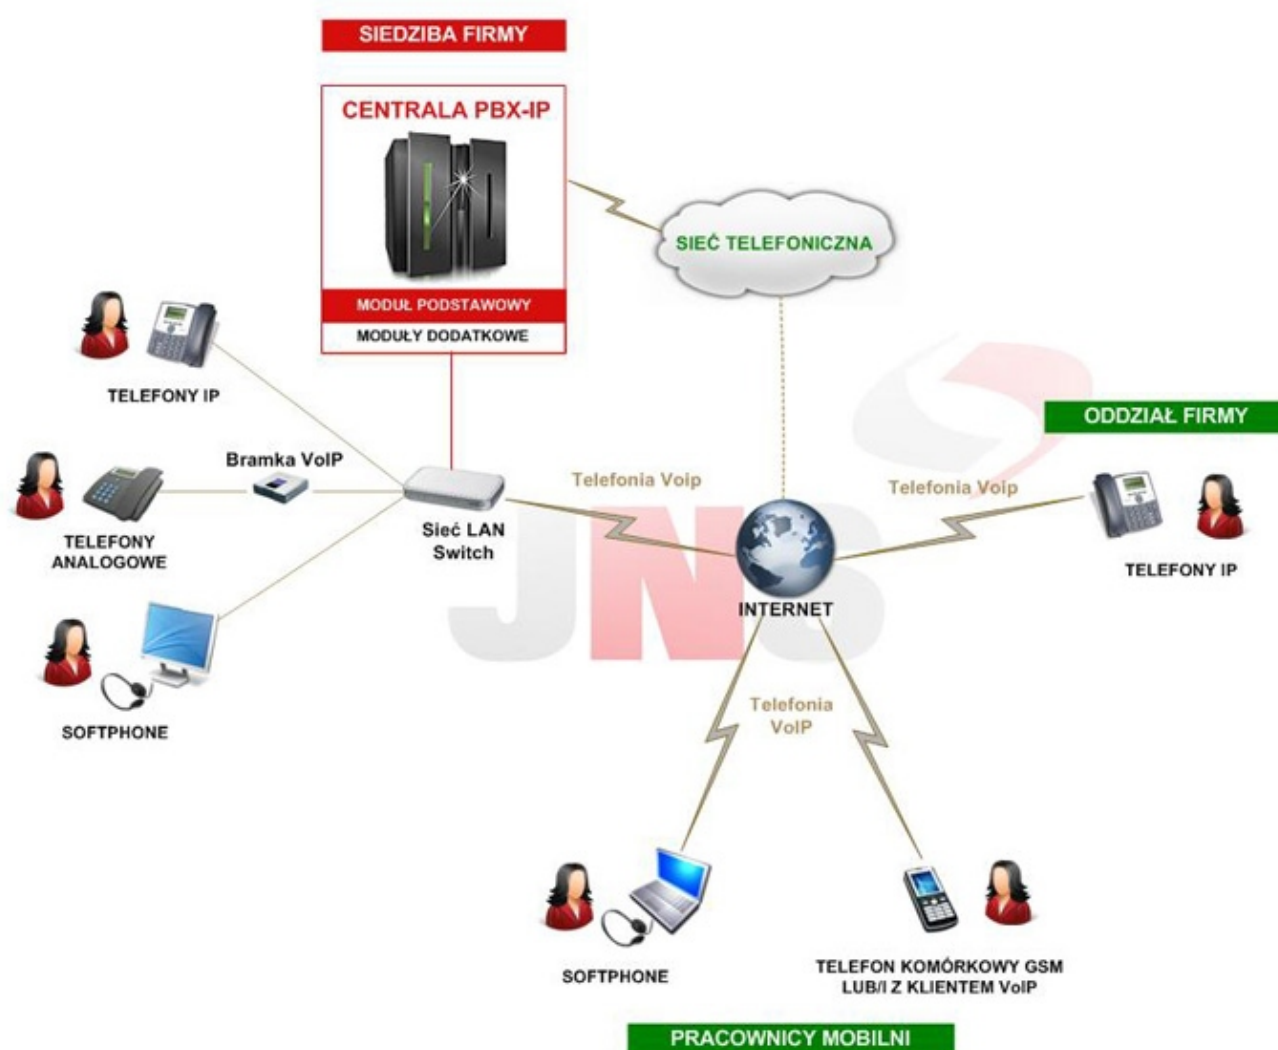 SIEDZIBA FIRMY
CENTRALA PBX-IP
MODUŁ PODSTAWOWY
MODUŁY DODATKOWE
SIEĆ TELEFONICZNA
TELEFONY IP
ODDZIAŁ FIRMY
Bramka VoIP
Telefonia Voip
Telefonia Voip
Sieć LAN
Switch
TELEFONY
ANALOGOWE
TELEFONY IP
INTERNET
JNS
SOFTPHONE
Telefonia
VoIP
SOFTPHONE
TELEFON KOMÓRKOWY GSM
LUB/I Z KLIENTEM VoIP
PRACOWNICY MOBILNI